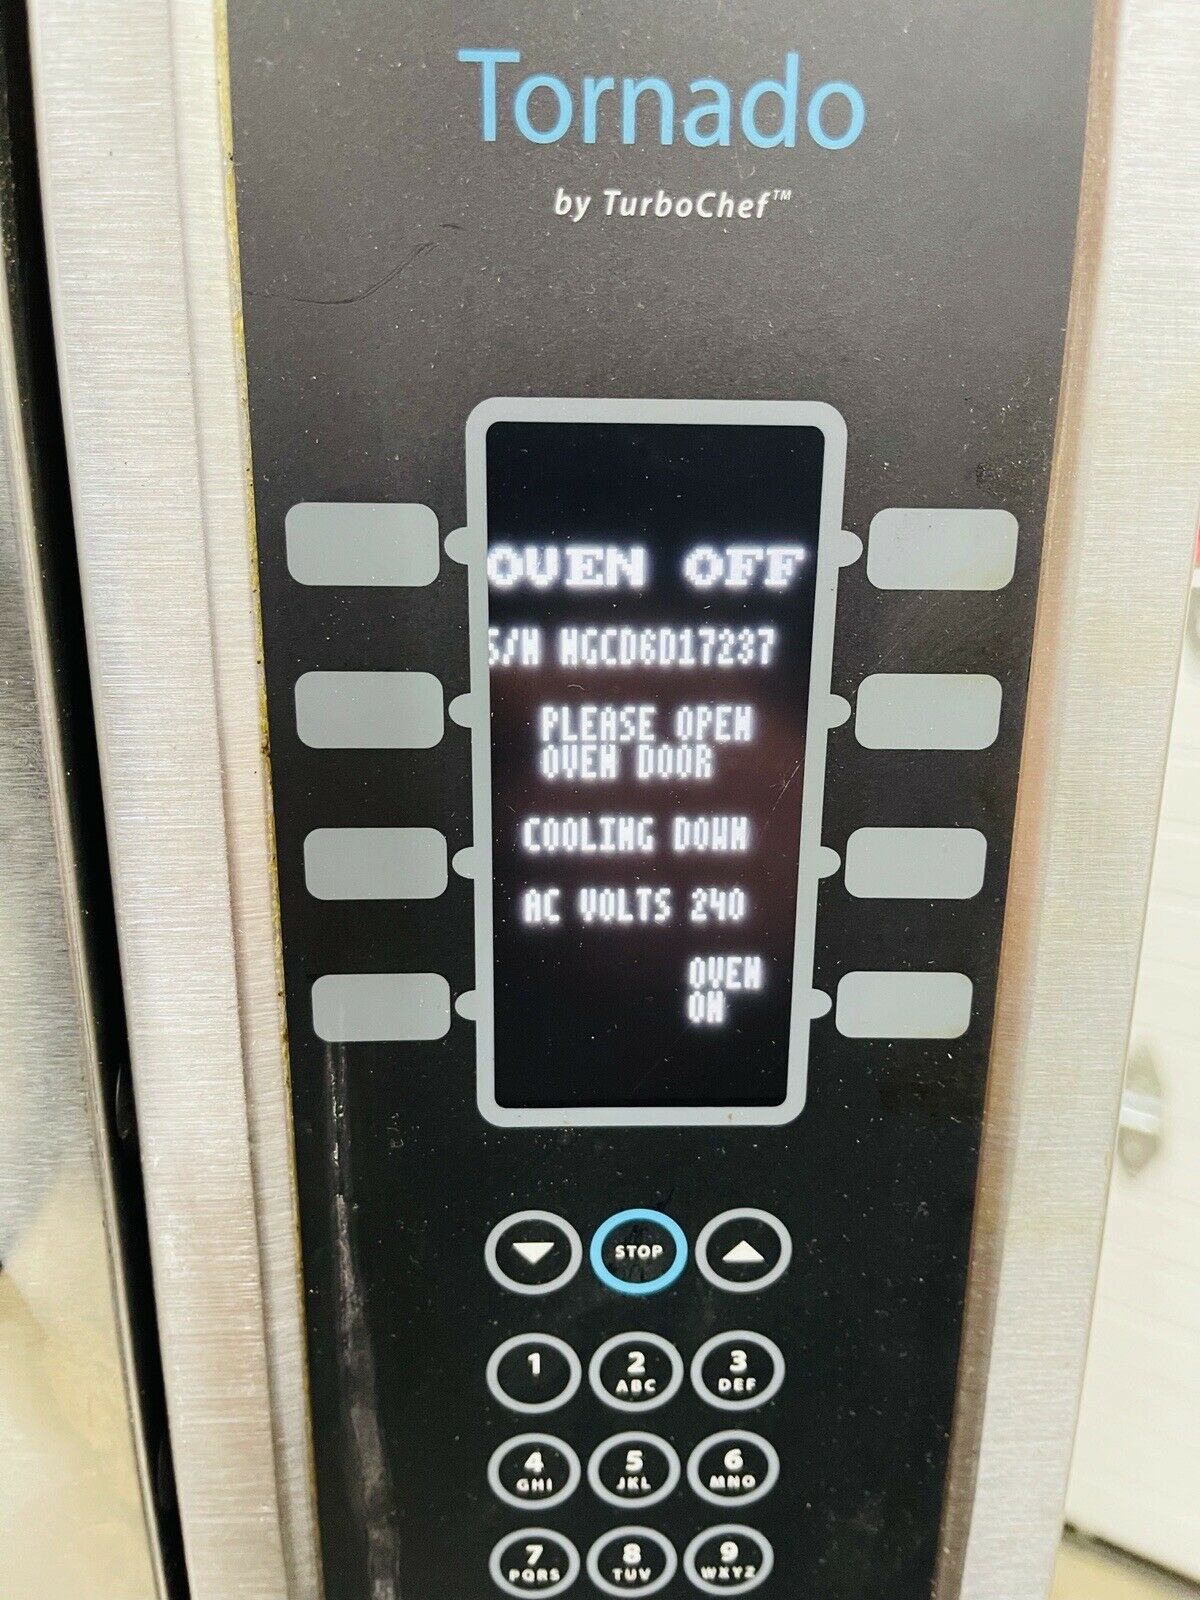 Tornado
by TurboChef™
OVEN OFF
S/N NGCD6D17237
PLEASE OPEN
OVEN DOOR
COOLING DOWN
AC VOLTS 240
OVEN
ON
STOP
1 2 3
ABC DEF
4 5 6
GHI JKL MNO
7 8 9
PQRS TUV WXYZ